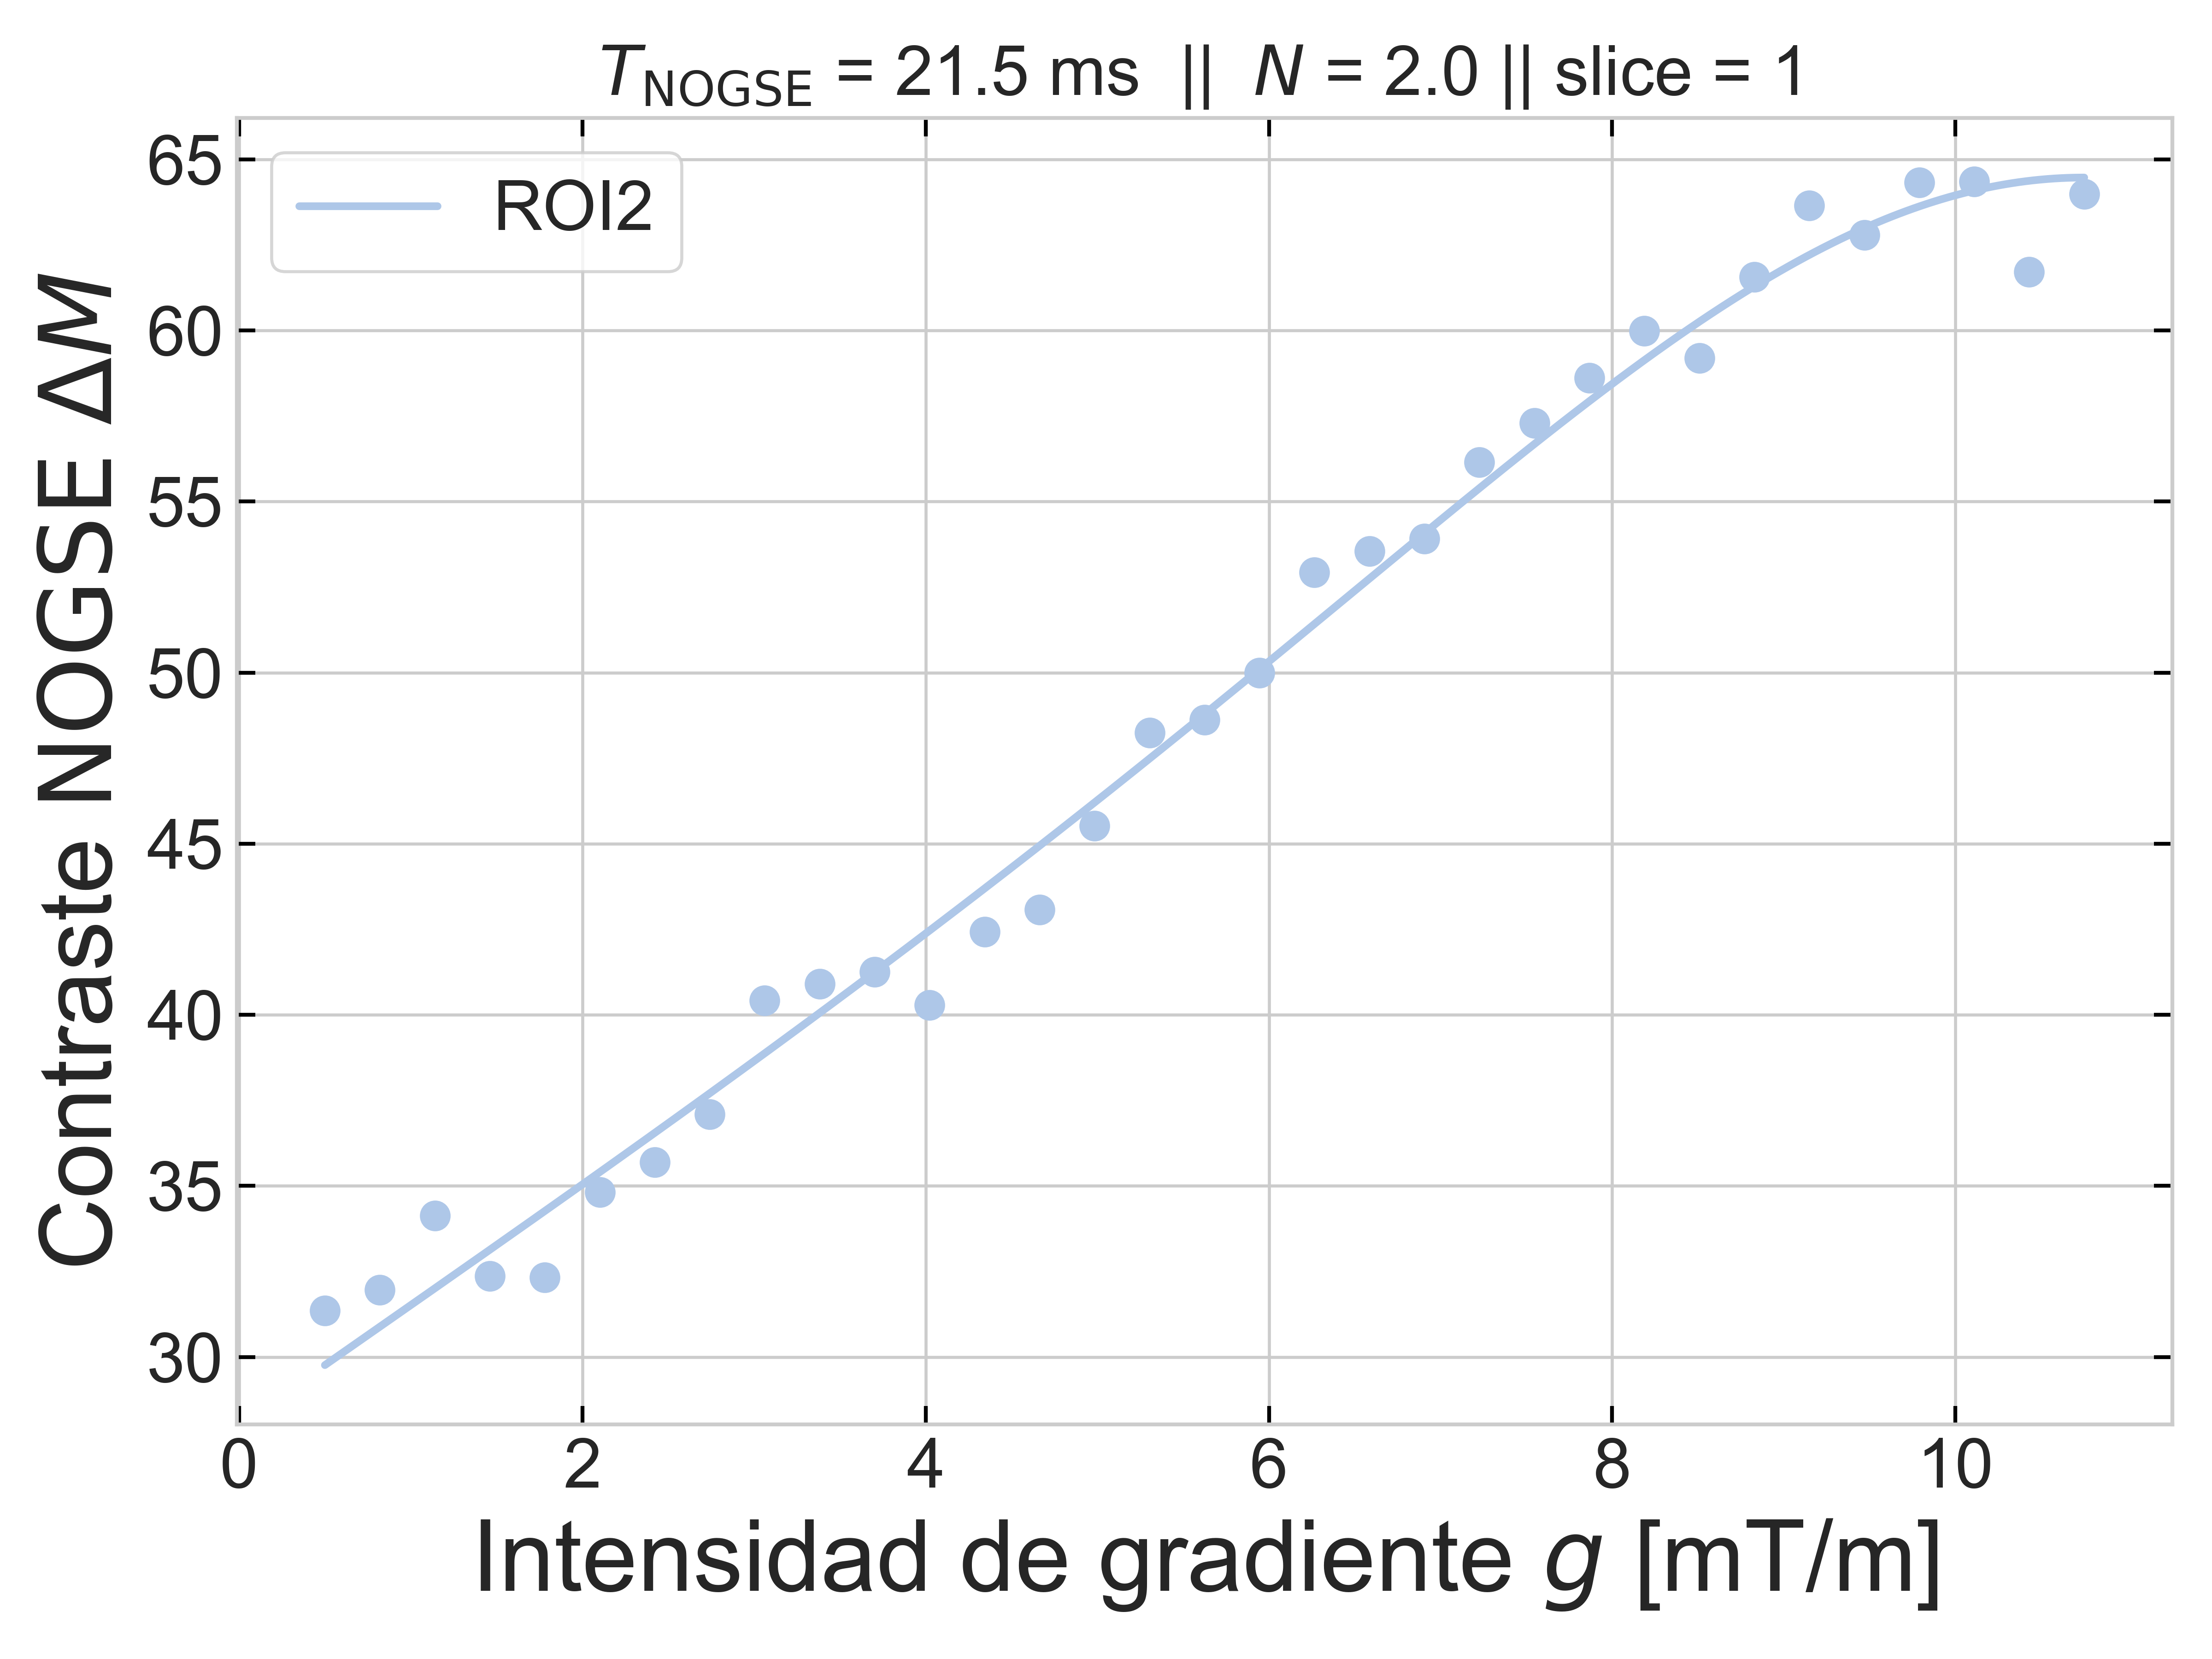 T_NOGSE = 21.5 ms || N = 2.0 || slice = 1
ROI2
Contraste NOGSE ΔM
65
60
55
50
45
40
35
30
0 2 4 6 8 10
Intensidad de gradiente g [mT/m]